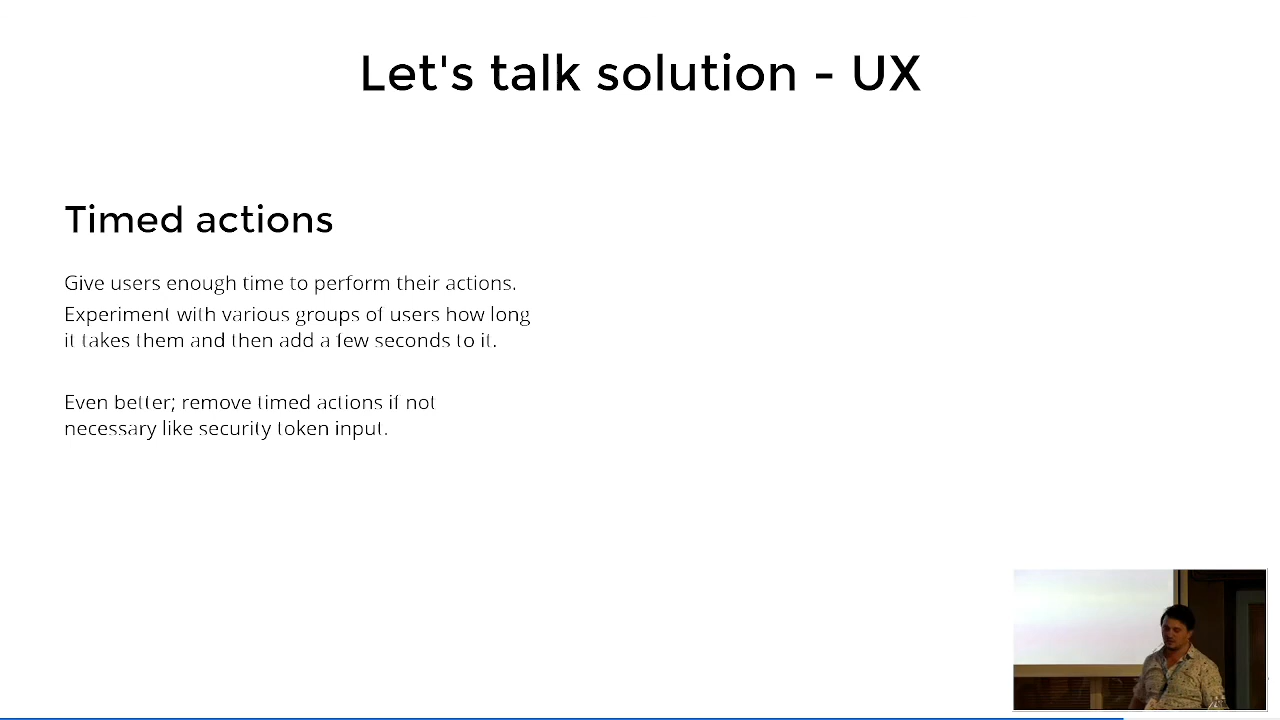 Let's talk solution - UX
Timed actions
Give users enough time to perform their actions.
Experiment with various groups of users how long
it takes them and then add a few seconds to it.
Even better; remove timed actions if not
necessary like security token input.